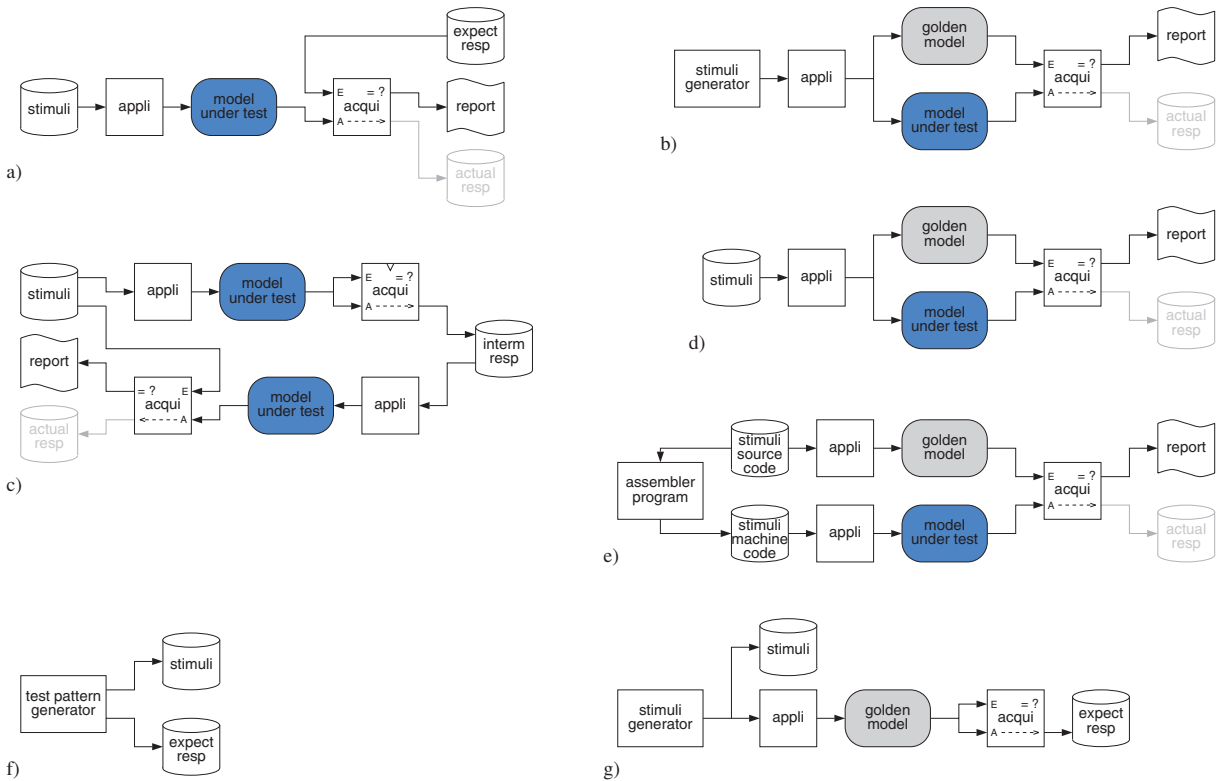 expect
resp
stimuli
appli
model
under test
E = ?
acqui
A
report
actual
resp
a)
stimuli
generator
appli
golden
model
model
under test
E = ?
acqui
A
report
actual
resp
b)
stimuli
appli
model
under test
E = ?
acqui
A
interm
resp
report
= ? E
acqui
A
model
under test
appli
actual
resp
c)
stimuli
appli
golden
model
model
under test
E = ?
acqui
A
report
actual
resp
d)
stimuli
source
code
appli
golden
model
assembler
program
stimuli
machine
code
appli
model
under test
E = ?
acqui
A
report
actual
resp
e)
test pattern
generator
stimuli
expect
resp
f)
stimuli
stimuli
generator
appli
golden
model
E = ?
acqui
A
expect
resp
g)